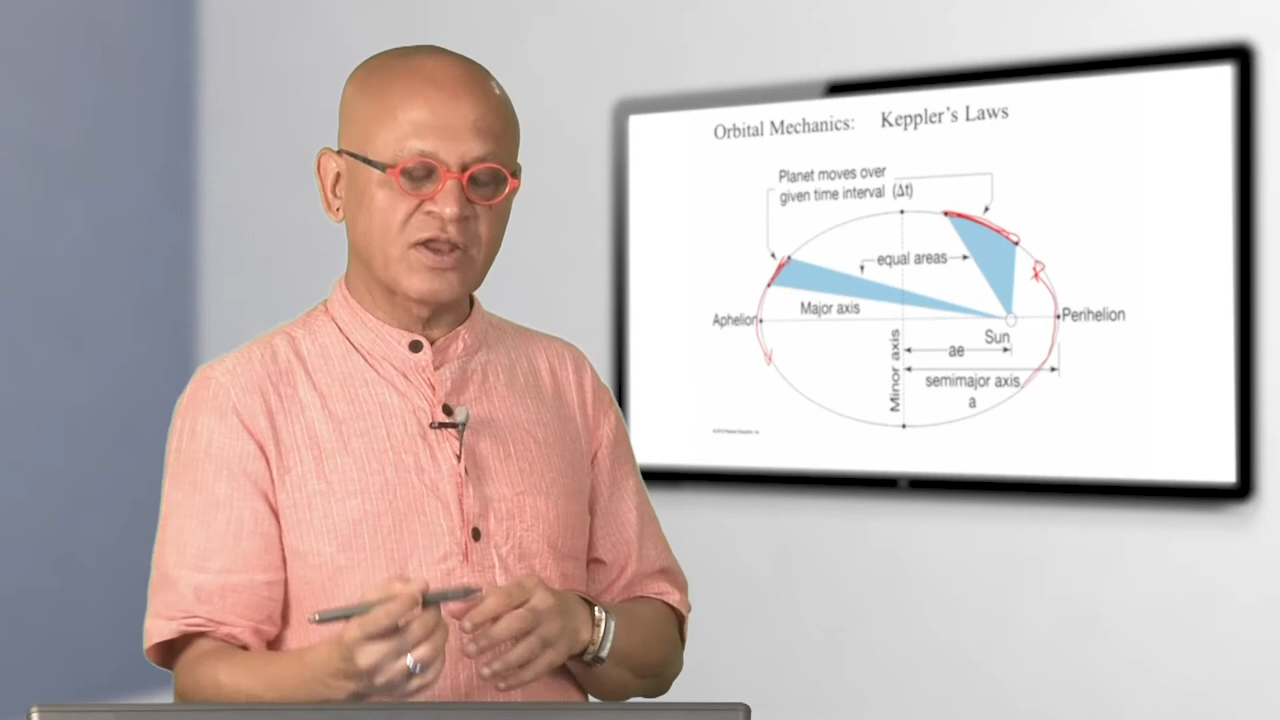 Orbital Mechanics: Keppler's Laws
Planet moves over
given time interval (Δt)
equal areas
Major axis
Aphelion
Perihelion
Sun
Minor axis
ae
semimajor axis
a